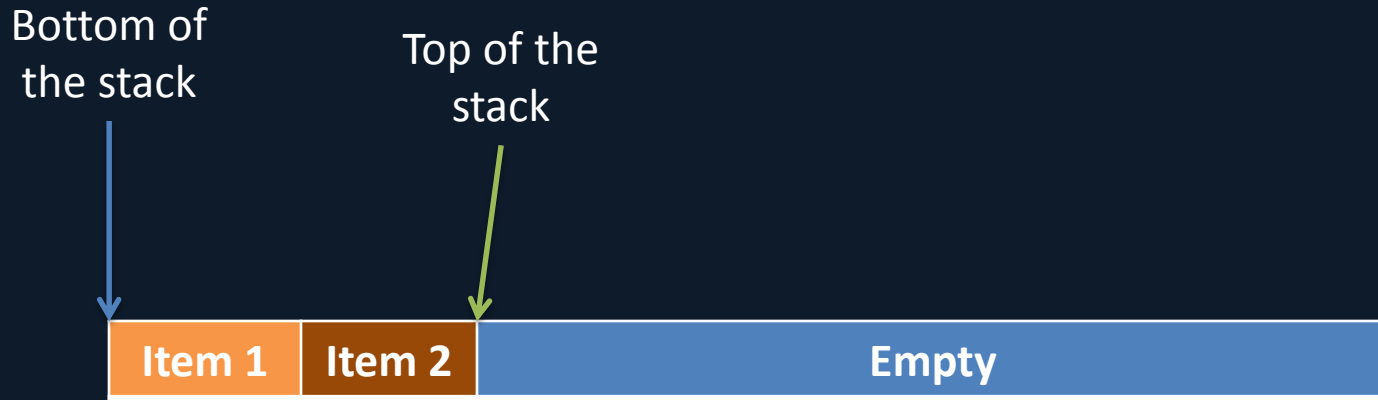 Bottom of
the stack
Top of the
stack
Item 1
Item 2
Empty